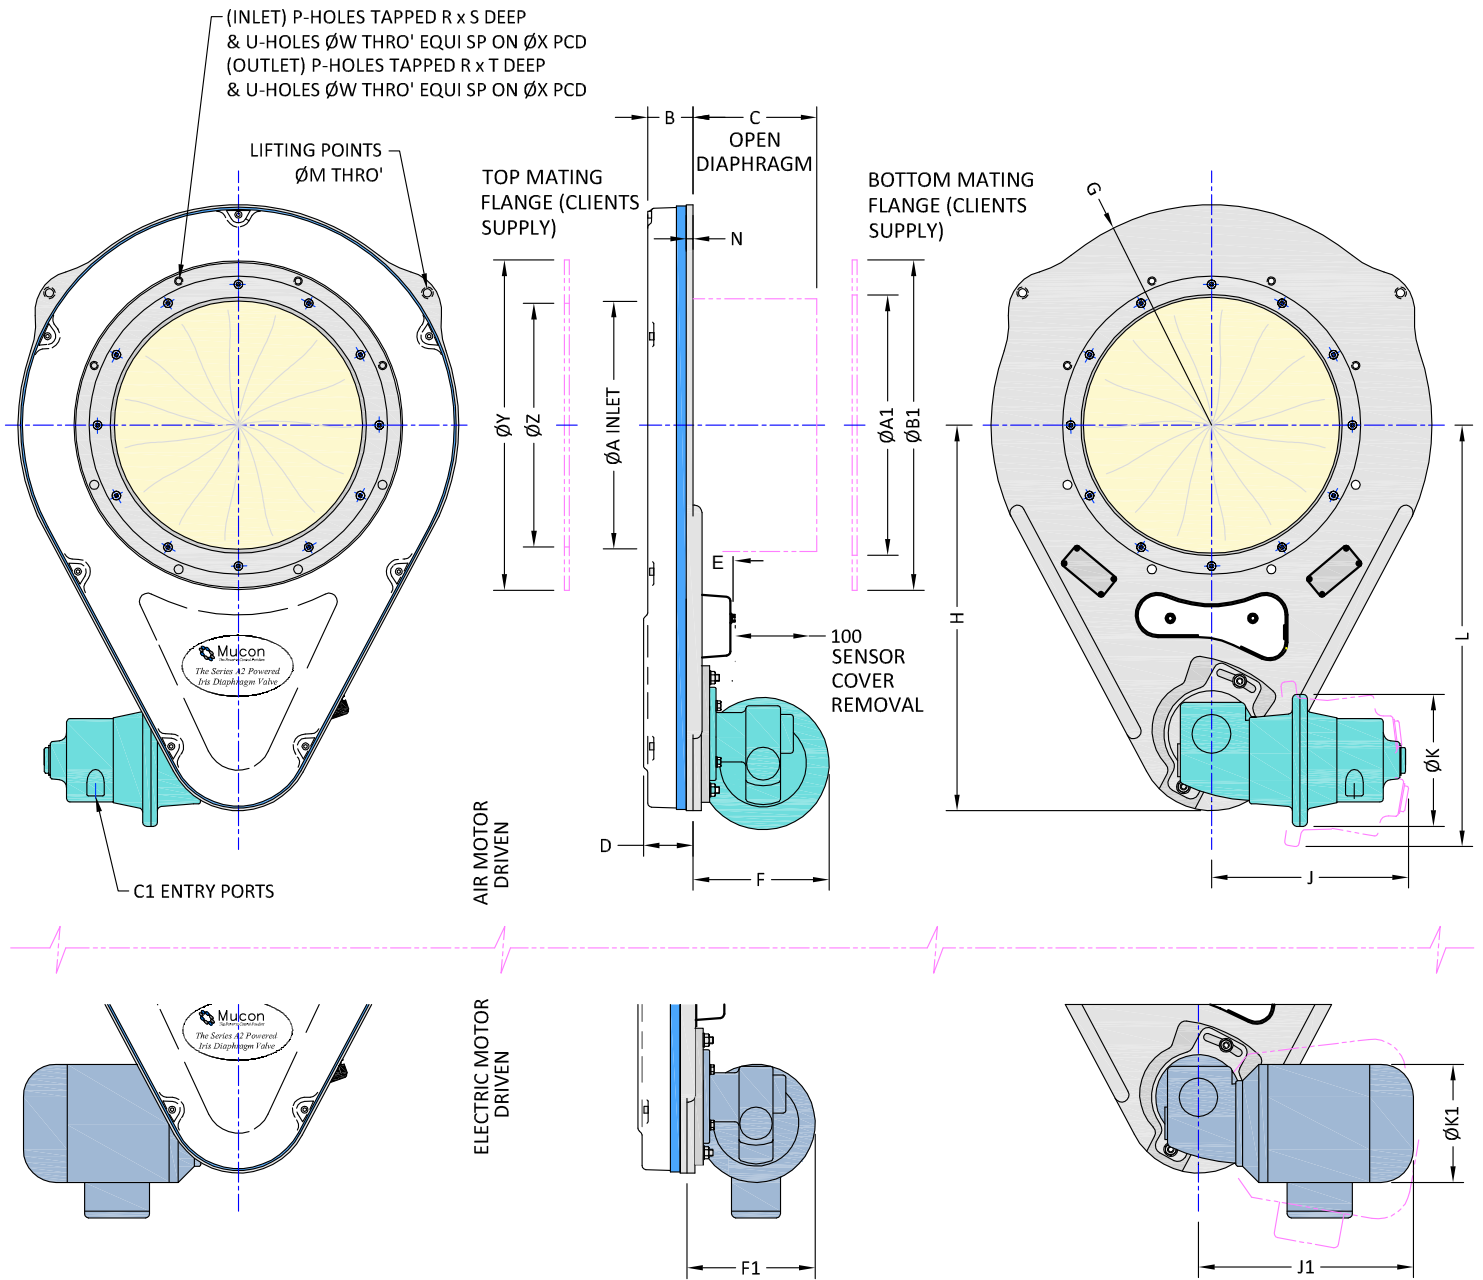 (INLET) P-HOLES TAPPED R x S DEEP
& U-HOLES ØW THRO' EQUI SP ON ØX PCD
(OUTLET) P-HOLES TAPPED R x T DEEP
& U-HOLES ØW THRO' EQUI SP ON ØX PCD
LIFTING POINTS
ØM THRO'
B
C
OPEN
DIAPHRAGM
TOP MATING
FLANGE (CLIENTS
SUPPLY)
BOTTOM MATING
FLANGE (CLIENTS
SUPPLY)
G
N
ØY
ØZ
ØA INLET
ØA1
ØB1
E
H
L
100
SENSOR
COVER
REMOVAL
Mucon
The Series A2 Powered
Iris Diaphragm Valve
ØK
D
F
J
AIR MOTOR
DRIVEN
C1 ENTRY PORTS
ELECTRIC MOTOR
DRIVEN
Mucon
The Series A2 Powered
Iris Diaphragm Valve
ØK1
F1
J1